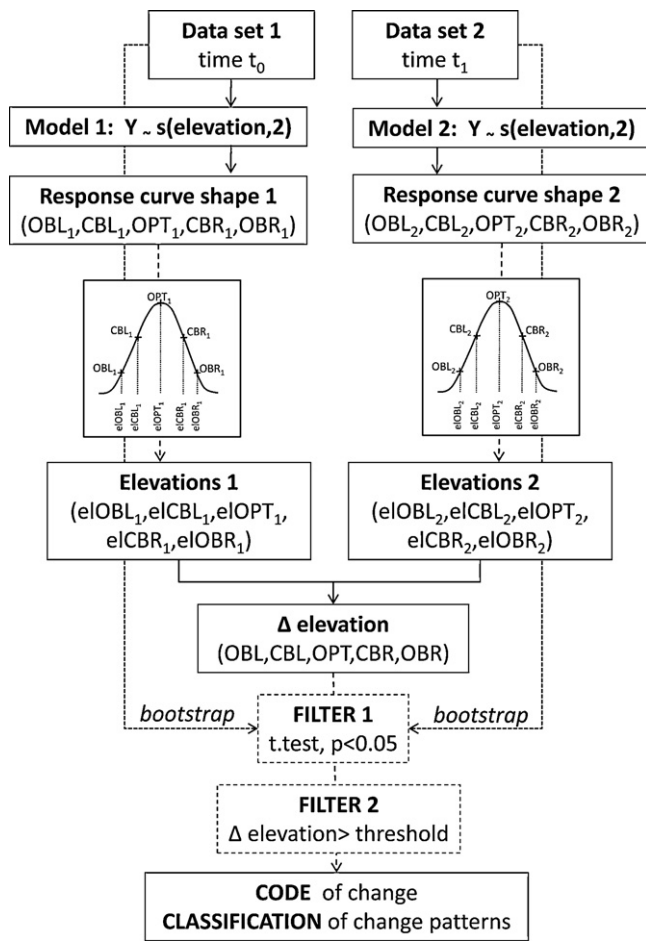 Data set 1
time t₀
Data set 2
time t₁
Model 1: Y ~ s(elevation,2)
Model 2: Y ~ s(elevation,2)
Response curve shape 1
(OBL₁,CBL₁,OPT₁,CBR₁,OBR₁)
Response curve shape 2
(OBL₂,CBL₂,OPT₂,CBR₂,OBR₂)
OPT₁
CBL₁
CBR₁
OBL₁
OBR₁
elOBL₁
elCBL₁
elOPT₁
elCBR₁
elOBR₁
OPT₂
CBL₂
CBR₂
OBL₂
OBR₂
elOBL₂
elCBL₂
elOPT₂
elCBR₂
elOBR₂
Elevations 1
(elOBL₁,elCBL₁,elOPT₁,
elCBR₁,elOBR₁)
Elevations 2
(elOBL₂,elCBL₂,elOPT₂,
elCBR₂,elOBR₂)
Δ elevation
(OBL,CBL,OPT,CBR,OBR)
bootstrap
FILTER 1
t.test, p<0.05
bootstrap
FILTER 2
Δ elevation> threshold
CODE of change
CLASSIFICATION of change patterns